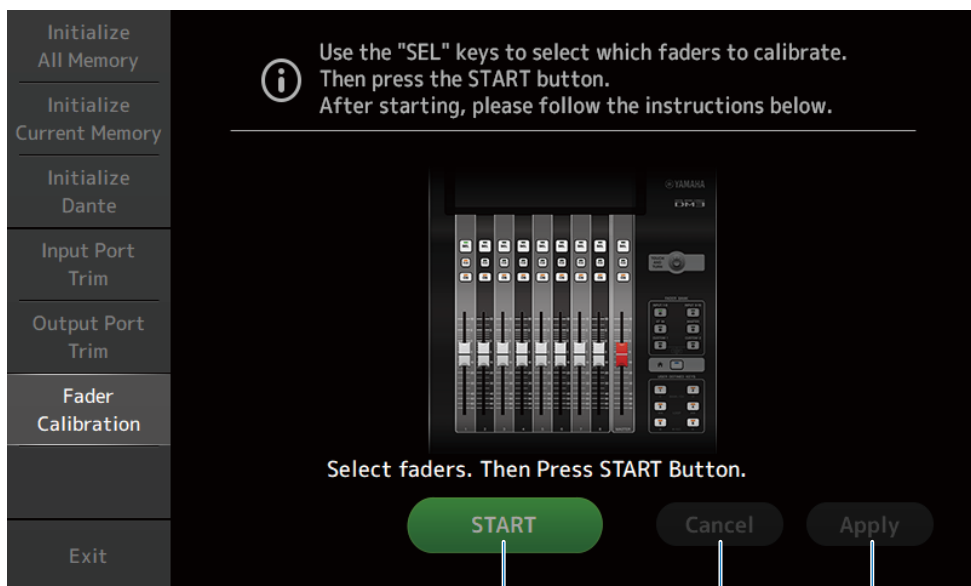 Initialize
All Memory
Initialize
Current Memory
Initialize
Dante
Input Port
Trim
Output Port
Trim
Fader
Calibration
Exit
Use the "SEL" keys to select which faders to calibrate.
Then press the START button.
After starting, please follow the instructions below.
YAMAHA
DM3
Select faders. Then Press START Button.
START
Cancel
Apply